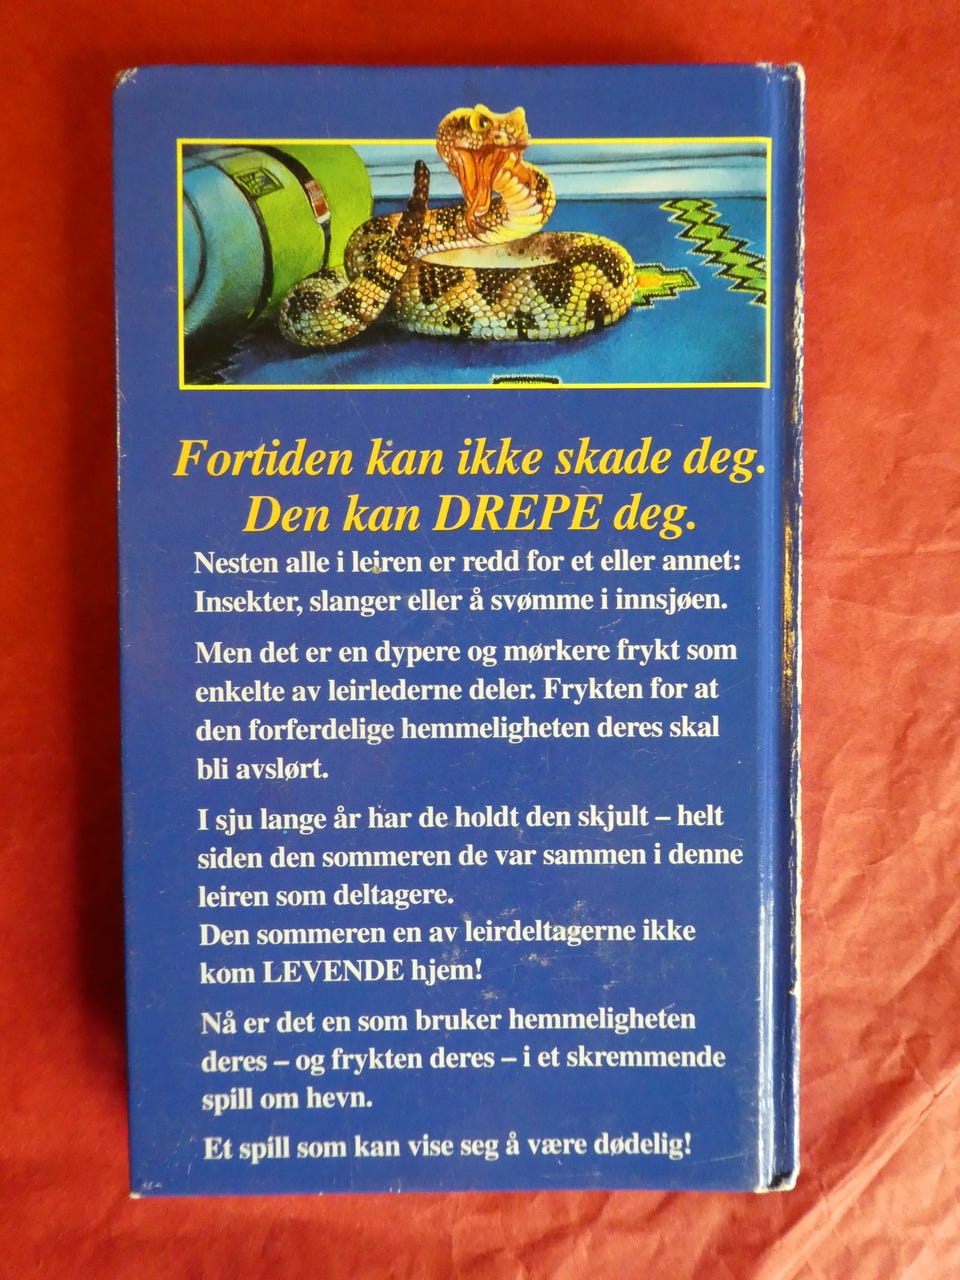 Fortiden kan ikke skade deg.
Den kan DREPE deg.
Nesten alle i leiren er redd for et eller annet:
Insekter, slanger eller å svømme i innsjøen.
Men det er en dypere og mørkere frykt som
enkelte av leirlederne deler. Frykten for at
den forferdelige hemmeligheten deres skal
bli avslørt.
I sju lange år har de holdt den skjult – helt
siden den sommeren de var sammen i denne
leiren som deltagere.
Den sommeren en av leirdeltagerne ikke
kom LEVENDE hjem!
Nå er det en som bruker hemmeligheten
deres – og frykten deres – i et skremmende
spill om hevn.
Et spill som kan vise seg å være dødelig!